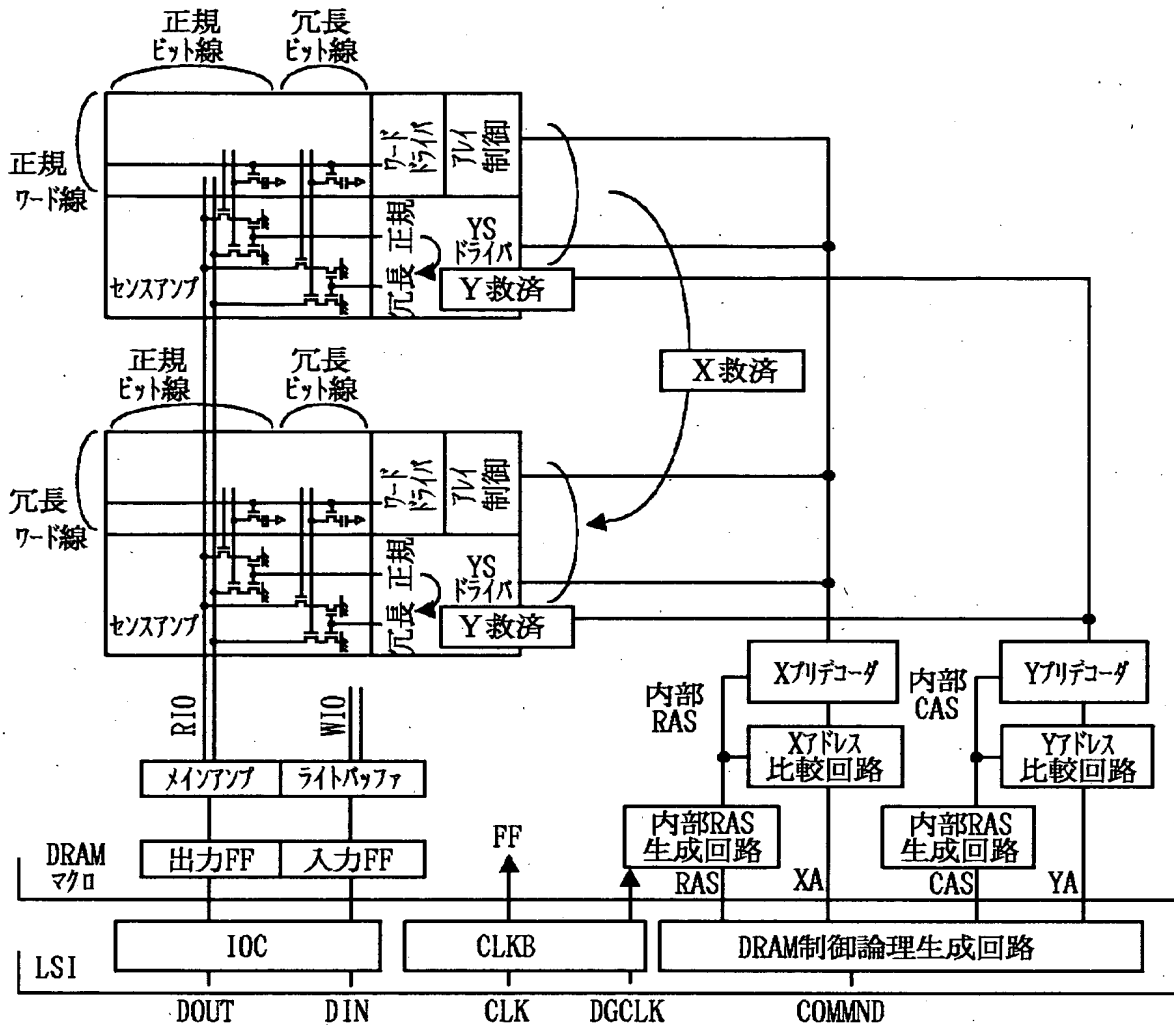 正規
ビット線
冗長
ビット線
正規
ワード線
ワード
ドライバ
アレイ
制御
センスアンプ
正規
冗長
YS
ドライバ
Y救済
X救済
正規
ビット線
冗長
ビット線
冗長
ワード線
ワード
ドライバ
アレイ
制御
センスアンプ
正規
冗長
YS
ドライバ
Y救済
RIO
WIO
内部
RAS
Xプリデコーダ
内部
CAS
Yプリデコーダ
Xアドレス
比較回路
Yアドレス
比較回路
メインアンプ
ライトバッファ
内部RAS
生成回路
内部RAS
生成回路
DRAM
マクロ
出力FF
入力FF
FF
RAS
XA
CAS
YA
LSI
IOC
CLKB
DRAM制御論理生成回路
DOUT
DIN
CLK
DGCLK
COMMND